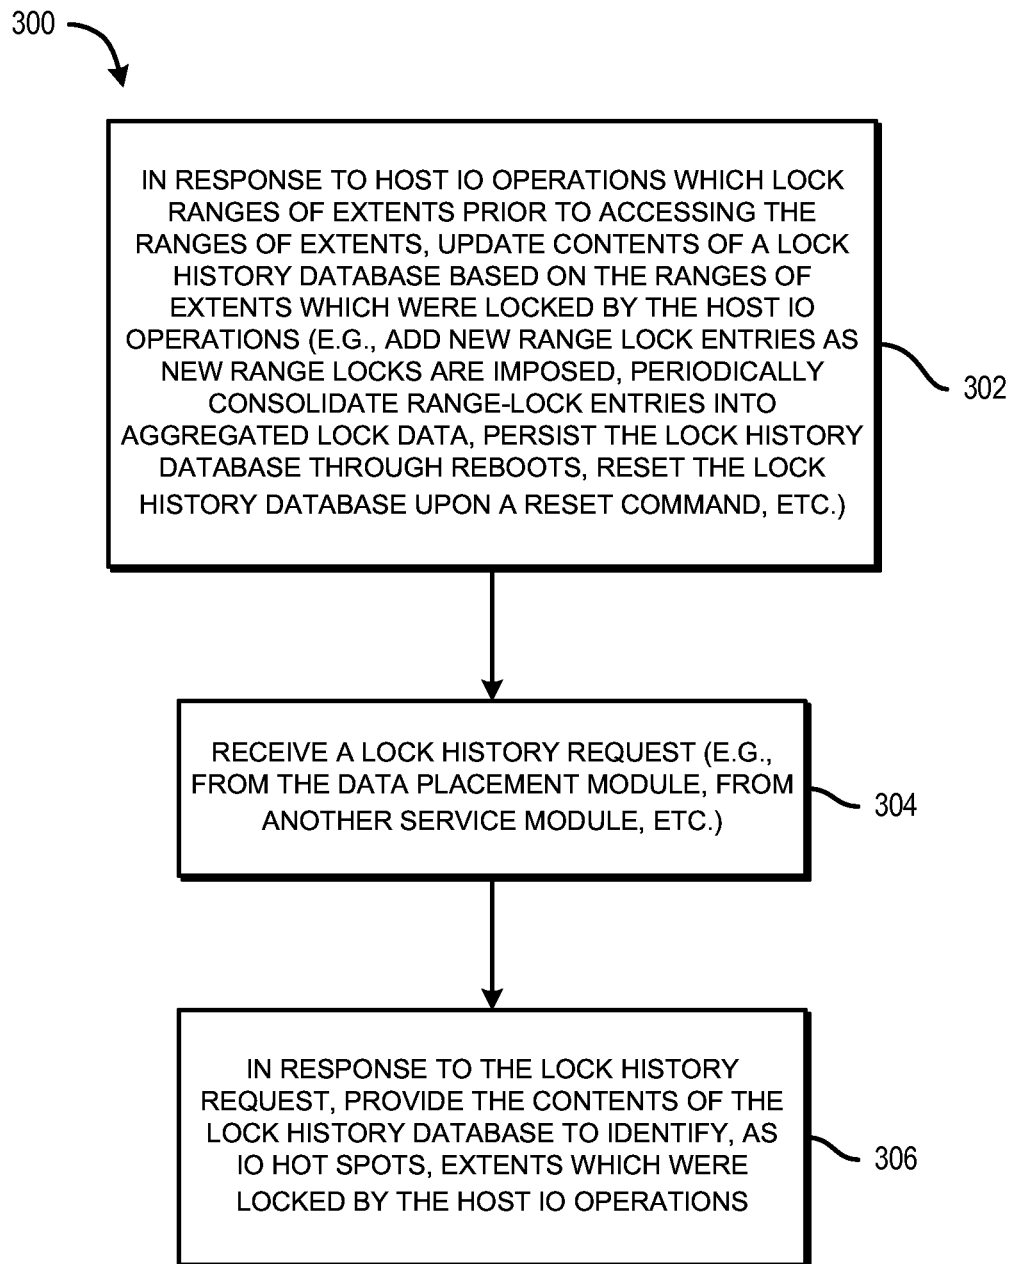 300
IN RESPONSE TO HOST IO OPERATIONS WHICH LOCK
RANGES OF EXTENTS PRIOR TO ACCESSING THE
RANGES OF EXTENTS, UPDATE CONTENTS OF A LOCK
HISTORY DATABASE BASED ON THE RANGES OF
EXTENTS WHICH WERE LOCKED BY THE HOST IO
OPERATIONS (E.G., ADD NEW RANGE LOCK ENTRIES AS
NEW RANGE LOCKS ARE IMPOSED, PERIODICALLY
CONSOLIDATE RANGE-LOCK ENTRIES INTO
AGGREGATED LOCK DATA, PERSIST THE LOCK HISTORY
DATABASE THROUGH REBOOTS, RESET THE LOCK
HISTORY DATABASE UPON A RESET COMMAND, ETC.)
302
RECEIVE A LOCK HISTORY REQUEST (E.G.,
FROM THE DATA PLACEMENT MODULE, FROM
ANOTHER SERVICE MODULE, ETC.)
304
IN RESPONSE TO THE LOCK HISTORY
REQUEST, PROVIDE THE CONTENTS OF THE
LOCK HISTORY DATABASE TO IDENTIFY, AS
IO HOT SPOTS, EXTENTS WHICH WERE
LOCKED BY THE HOST IO OPERATIONS
306